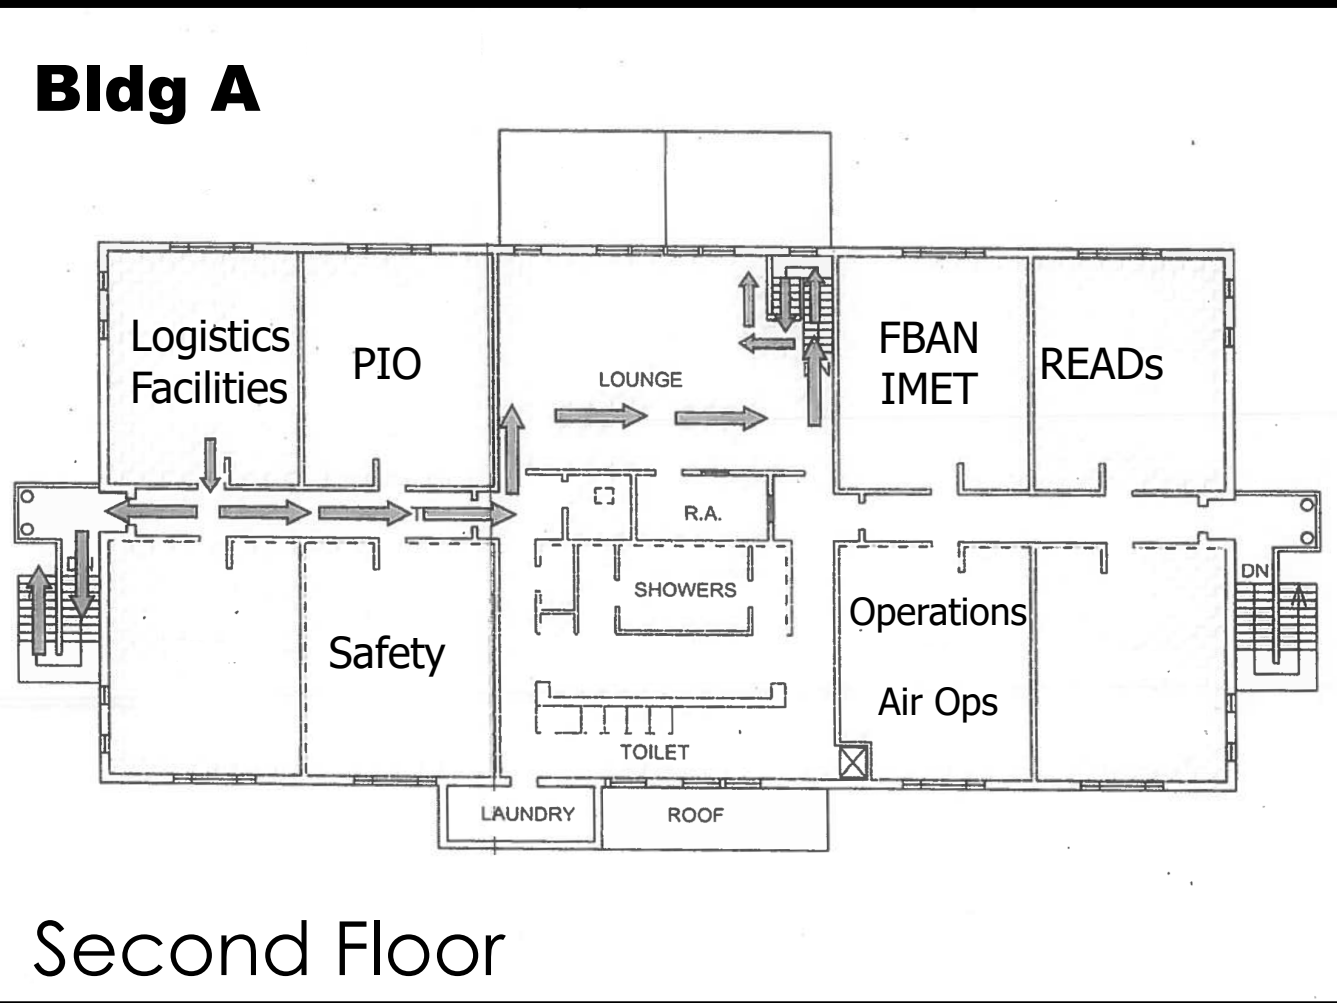 Bldg A
Logistics
Facilities
PIO
LOUNGE
FBAN
IMET
READs
R.A.
SHOWERS
DN
Safety
Operations
Air Ops
TOILET
LAUNDRY
ROOF
Second Floor